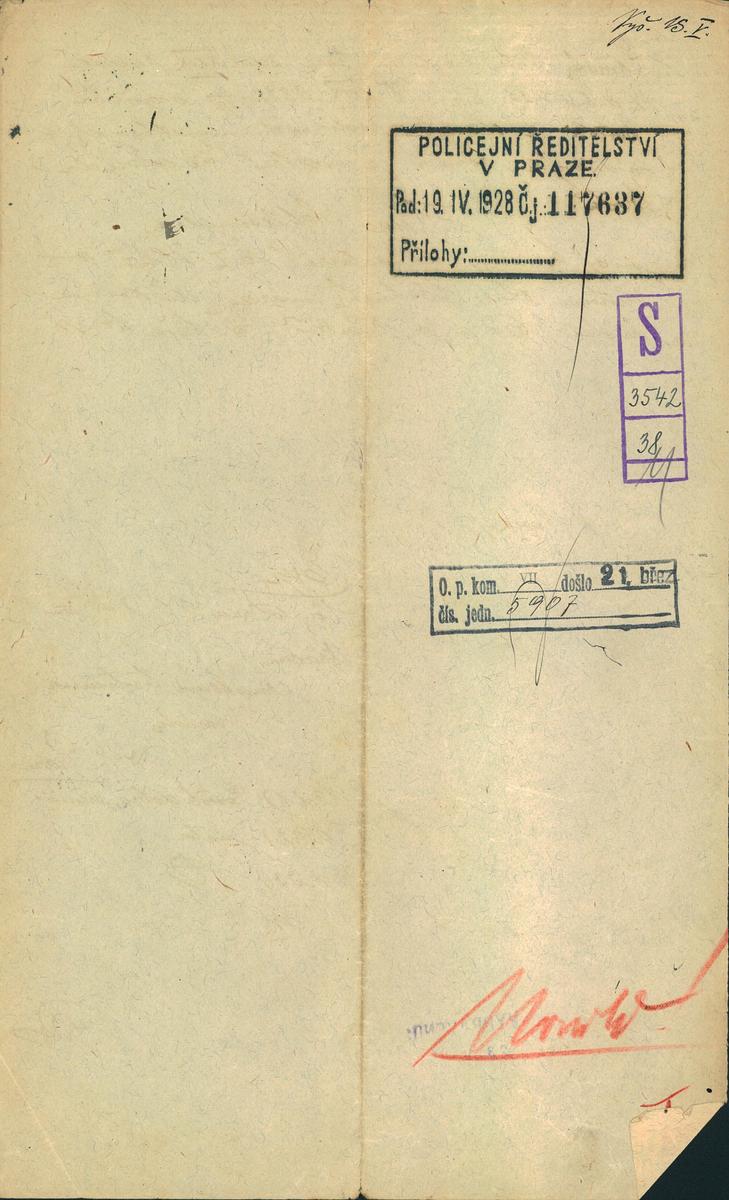 Vyř. 15. V.
POLICEJNÍ ŘEDITELSTVÍ
V PRAZE.
Pod: 19. IV. 1928 Č.j.: 117637
Přílohy:
S
3542
38
O. p. kom. VII došlo 21. břez
čís. jedn. 5907